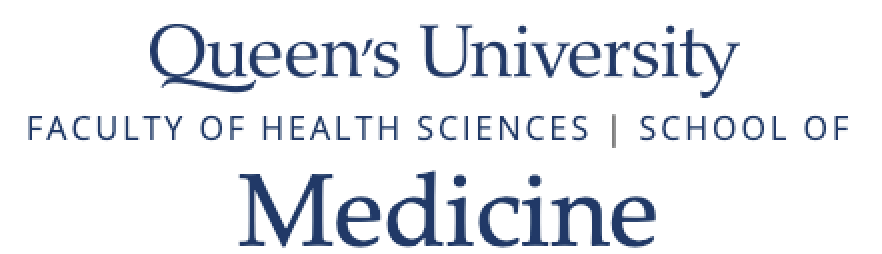 Queen's University
FACULTY OF HEALTH SCIENCES | SCHOOL OF
Medicine